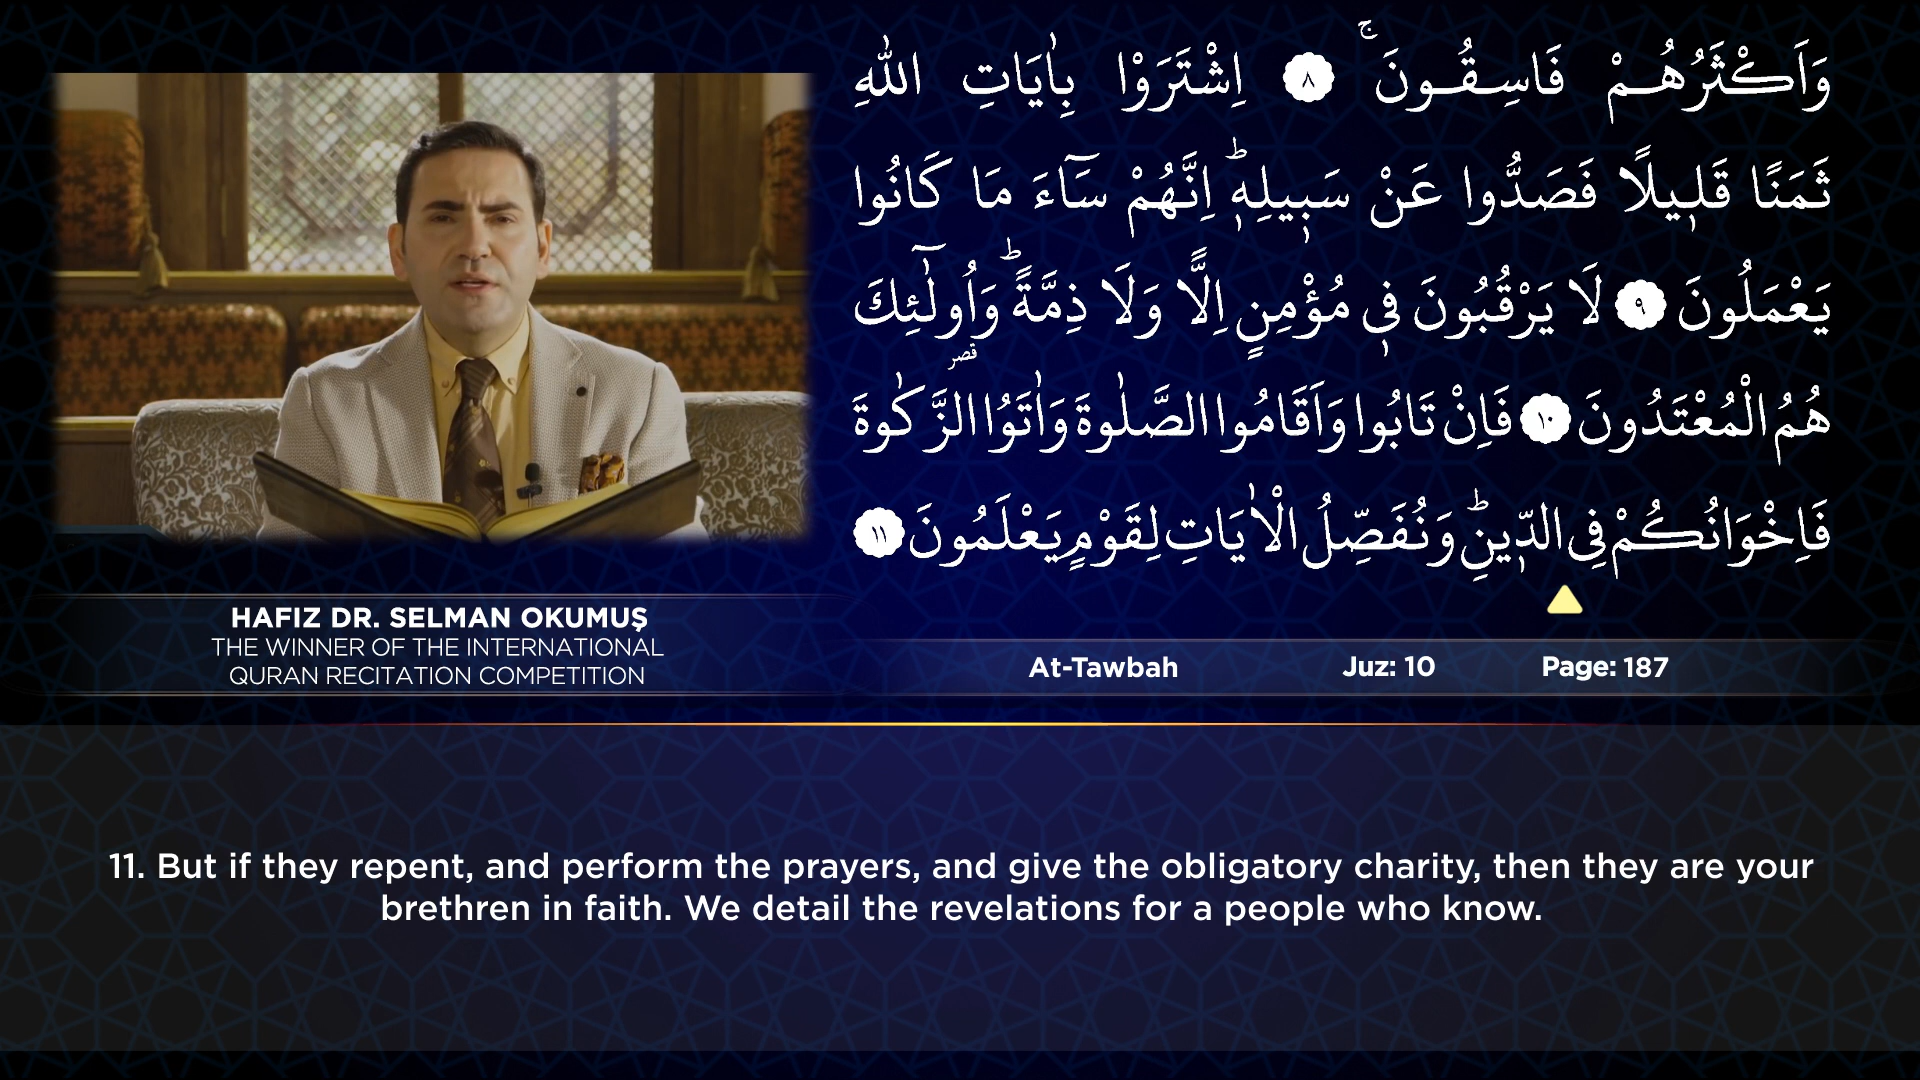 وَاَكْثَرُهُمْ فَاسِقُونَۚ ٨ اِشْتَرَوْا بِاٰيَاتِ اللّٰهِ
ثَمَنًا قَلٖيلًا فَصَدُّوا عَنْ سَبٖيلِهٖؕ اِنَّهُمْ سَٓاءَ مَا كَانُوا
يَعْمَلُونَ ٩ لَا يَرْقُبُونَ فٖي مُؤْمِنٍ اِلًّا وَلَا ذِمَّةًؕ وَاُو۬لٰٓئِكَ
قصر
هُمُ الْمُعْتَدُونَ ١٠ فَاِنْ تَابُوا وَاَقَامُوا الصَّلٰوةَ وَاٰتَوُا الزَّكٰوةَ
فَاِخْوَانُكُمْ فِي الدّٖينِؕ وَنُفَصِّلُ الْاٰيَاتِ لِقَوْمٍ يَعْلَمُونَ ١١
HAFIZ DR. SELMAN OKUMUŞ
THE WINNER OF THE INTERNATIONAL
QURAN RECITATION COMPETITION
At-Tawbah Juz: 10 Page: 187
11. But if they repent, and perform the prayers, and give the obligatory charity, then they are your
brethren in faith. We detail the revelations for a people who know.